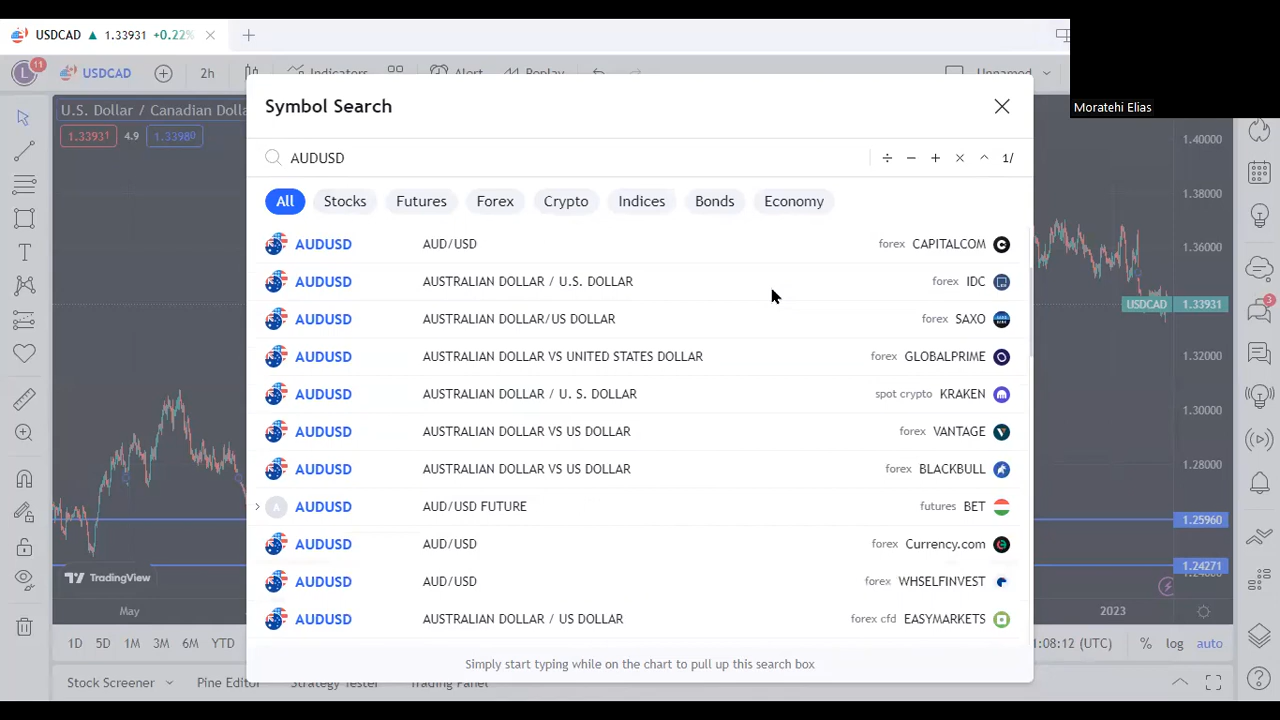 USDCAD ▲ 1.33931 +0.22%
Moratehi Elias
L 11 USDCAD 2h Indicators Alert Replay Unnamed
U.S. Dollar / Canadian Dolla
1.33931 4.9 1.33980
Symbol Search
AUDUSD
÷ − + × ^ 1/
All Stocks Futures Forex Crypto Indices Bonds Economy
AUDUSD AUD/USD forex CAPITALCOM
AUDUSD AUSTRALIAN DOLLAR / U.S. DOLLAR forex IDC
AUDUSD AUSTRALIAN DOLLAR/US DOLLAR forex SAXO
AUDUSD AUSTRALIAN DOLLAR VS UNITED STATES DOLLAR forex GLOBALPRIME
AUDUSD AUSTRALIAN DOLLAR / U. S. DOLLAR spot crypto KRAKEN
AUDUSD AUSTRALIAN DOLLAR VS US DOLLAR forex VANTAGE
AUDUSD AUSTRALIAN DOLLAR VS US DOLLAR forex BLACKBULL
A AUDUSD AUD/USD FUTURE futures BET
AUDUSD AUD/USD forex Currency.com
AUDUSD AUD/USD forex WHSELFINVEST
AUDUSD AUSTRALIAN DOLLAR / US DOLLAR forex cfd EASYMARKETS
Simply start typing while on the chart to pull up this search box
1.40000
1.38000
1.36000
USDCAD 1.33931
3
1.32000
1.30000
1.28000
1.25960
1.24271
TradingView
May 2023
1D 5D 1M 3M 6M YTD 1:08:12 (UTC) % log auto
Stock Screener Pine Editor Strategy Tester Trading Panel